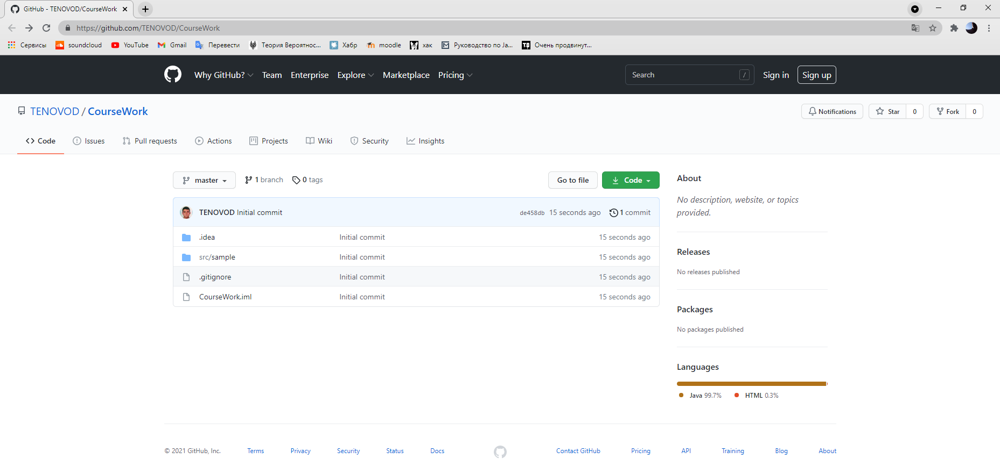 GitHub - TENOVOD/CourseWork
https://github.com/TENOVOD/CourseWork
Сервисы soundcloud YouTube Gmail Перевести Теория Вероятнос... Хабр moodle хак Руководство по Ja... Очень продвинут...
Why GitHub? Team Enterprise Explore Marketplace Pricing Search / Sign in Sign up
TENOVOD / CourseWork Notifications Star 0 Fork 0
Code Issues Pull requests Actions Projects Wiki Security Insights
master 1 branch 0 tags Go to file Code
TENOVOD Initial commit de458db 15 seconds ago 1 commit
.idea Initial commit 15 seconds ago
src/sample Initial commit 15 seconds ago
.gitignore Initial commit 15 seconds ago
CourseWork.iml Initial commit 15 seconds ago
About
No description, website, or topics
provided.
Releases
No releases published
Packages
No packages published
Languages
Java 99.7% HTML 0.3%
© 2021 GitHub, Inc. Terms Privacy Security Status Docs Contact GitHub Pricing API Training Blog About